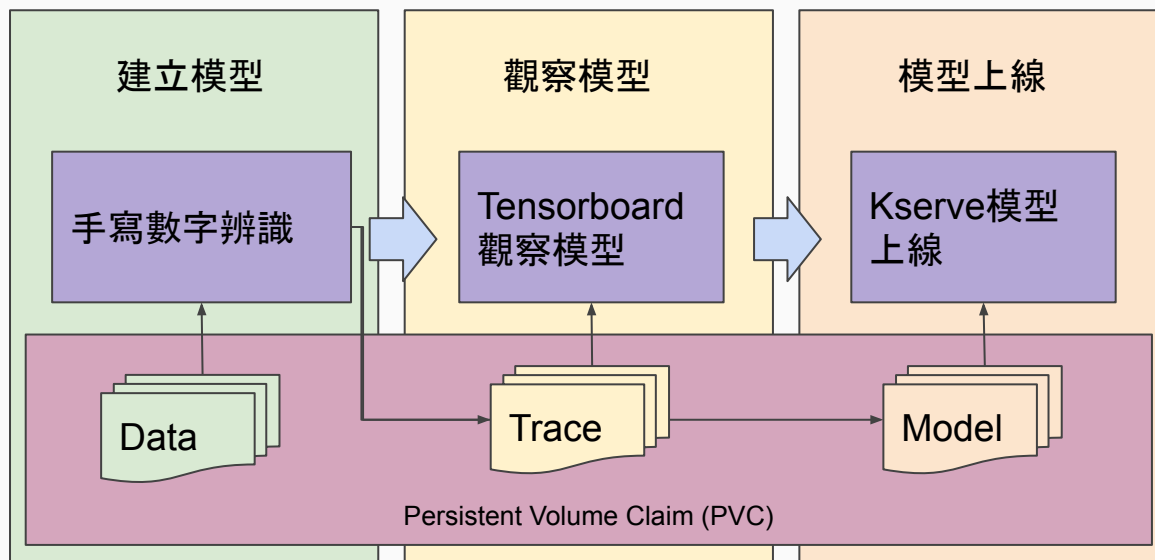 建立模型
觀察模型
模型上線
手寫數字辨識
Tensorboard
觀察模型
Kserve模型
上線
Data
Trace
Model
Persistent Volume Claim (PVC)